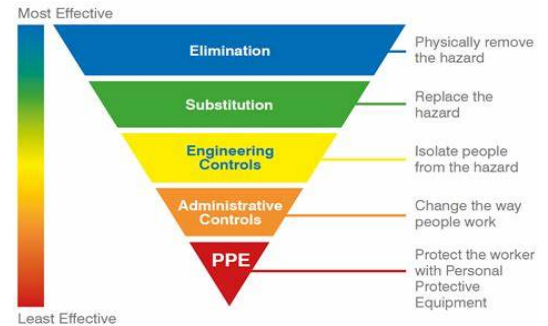 Most Effective
Elimination
Physically remove
the hazard
Substitution
Replace the
hazard
Engineering
Controls
Isolate people
from the hazard
Administrative
Controls
Change the way
people work
PPE
Protect the worker
with Personal
Protective
Equipment
Least Effective